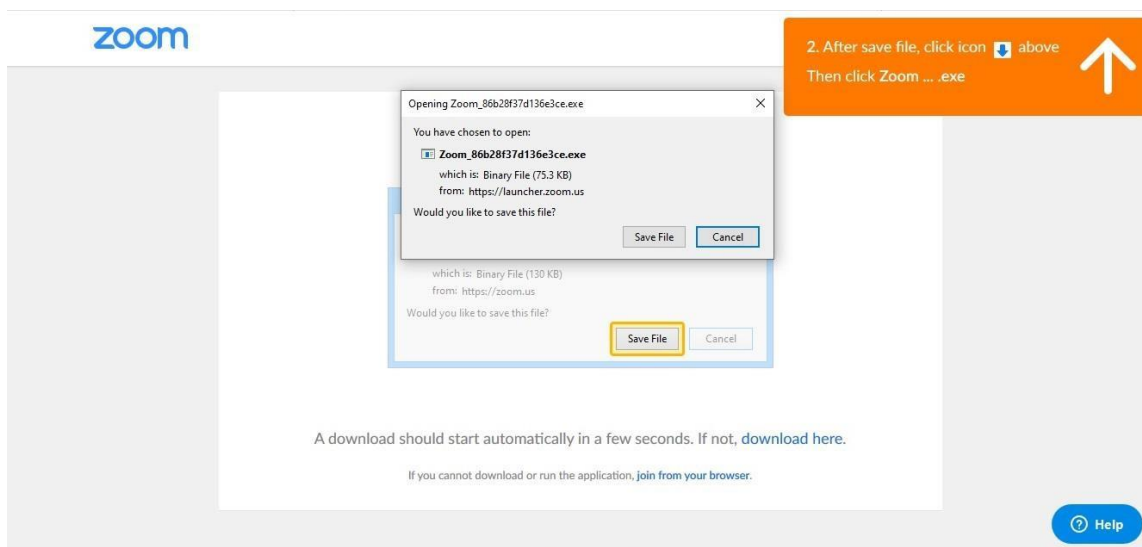 zoom
2. After save file, click icon above
Then click Zoom ... .exe
Opening Zoom_86b28f37d136e3ce.exe
You have chosen to open:
Zoom_86b28f37d136e3ce.exe
which is: Binary File (75.3 KB)
from: https://launcher.zoom.us
Would you like to save this file?
Save File Cancel
which is: Binary File (130 KB)
from: https://zoom.us
Would you like to save this file?
Save File Cancel
A download should start automatically in a few seconds. If not, download here.
If you cannot download or run the application, join from your browser.
Help